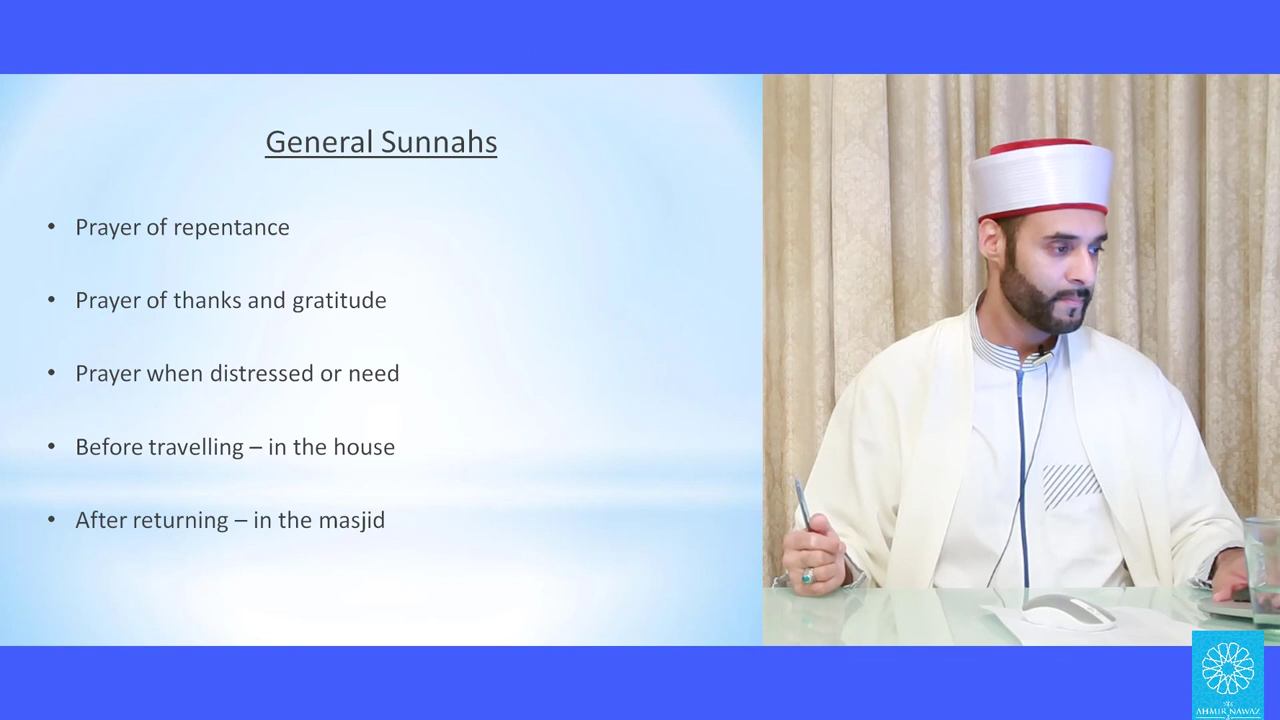 General Sunnahs
• Prayer of repentance
• Prayer of thanks and gratitude
• Prayer when distressed or need
• Before travelling – in the house
• After returning – in the masjid
AHMIR NAWAZ